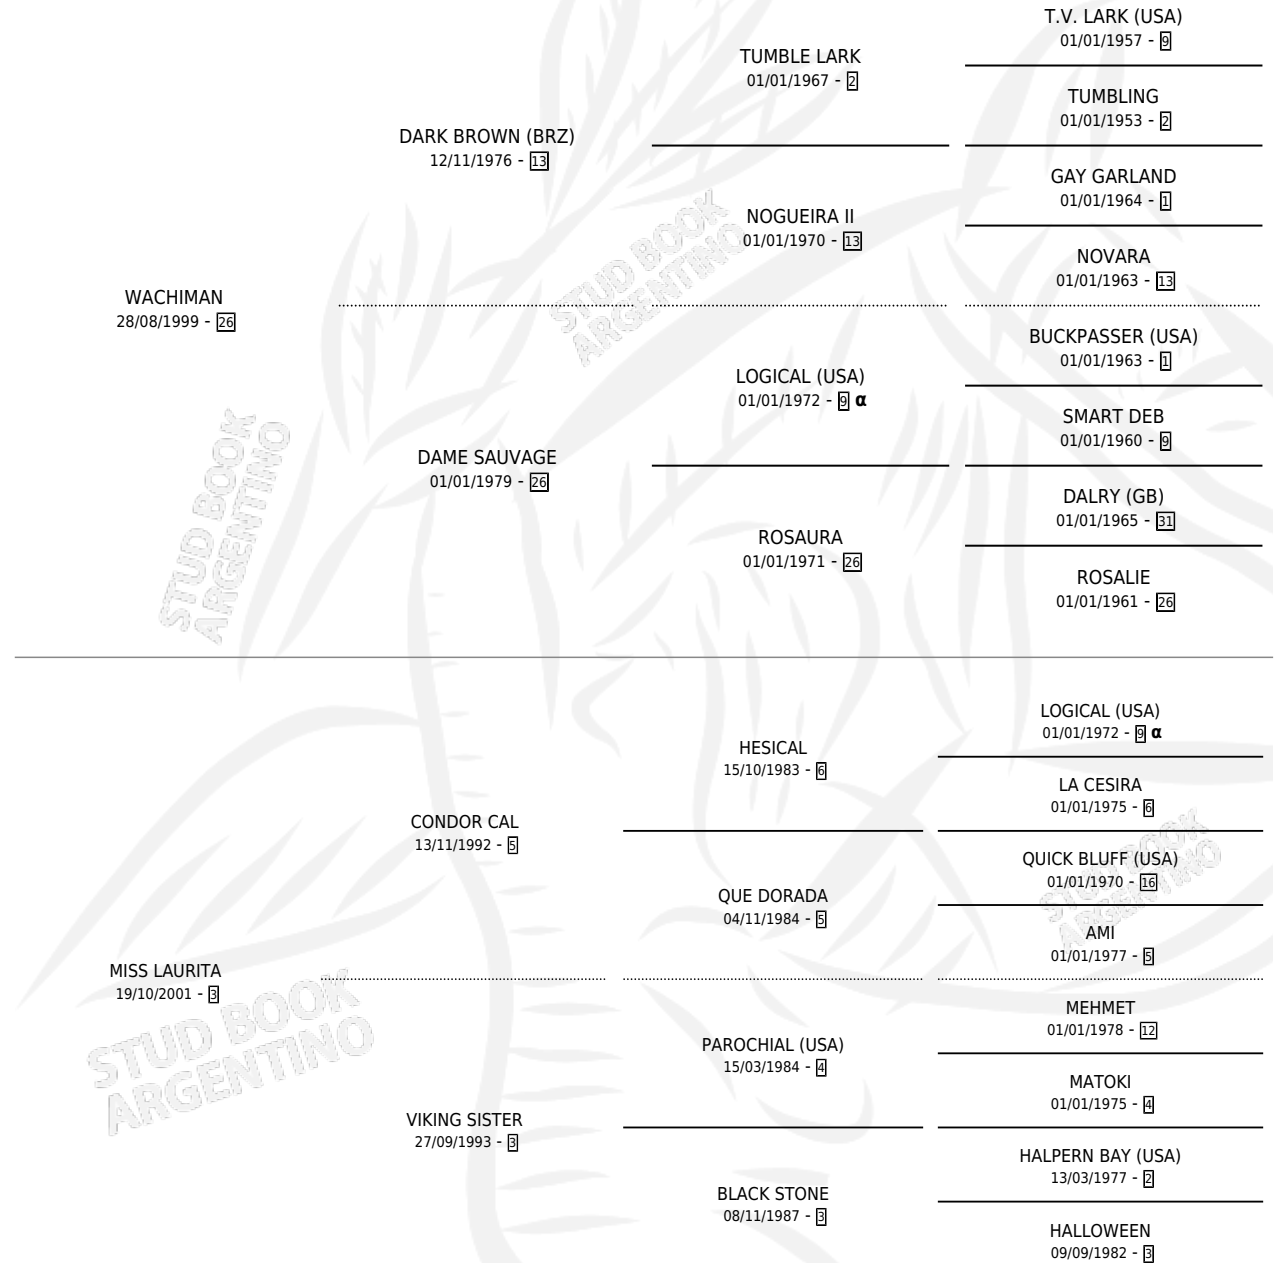 T.V. LARK (USA)
01/01/1957 - 9
TUMBLE LARK
01/01/1967 - 2
TUMBLING
01/01/1953 - 2
DARK BROWN (BRZ)
12/11/1976 - 13
GAY GARLAND
01/01/1964 - 1
NOGUEIRA II
01/01/1970 - 13
NOVARA
01/01/1963 - 13
WACHIMAN
28/08/1999 - 26
BUCKPASSER (USA)
01/01/1963 - 1
LOGICAL (USA)
01/01/1972 - 9 α
SMART DEB
01/01/1960 - 9
DAME SAUVAGE
01/01/1979 - 26
DALRY (GB)
01/01/1965 - 31
ROSAURA
01/01/1971 - 26
ROSALIE
01/01/1961 - 26
STUD BOOK
ARGENTINO
STUD BOOK
ARGENTINO
LOGICAL (USA)
01/01/1972 - 9 α
HESICAL
15/10/1983 - 6
LA CESIRA
01/01/1975 - 6
CONDOR CAL
13/11/1992 - 5
QUICK BLUFF (USA)
01/01/1970 - 16
QUE DORADA
04/11/1984 - 5
AMI
01/01/1977 - 5
MISS LAURITA
19/10/2001 - 3
MEHMET
01/01/1978 - 12
PAROCHIAL (USA)
15/03/1984 - 4
MATOKI
01/01/1975 - 4
VIKING SISTER
27/09/1993 - 3
HALPERN BAY (USA)
13/03/1977 - 2
BLACK STONE
08/11/1987 - 3
HALLOWEEN
09/09/1982 - 3
STUD BOOK
ARGENTINO
STUD BOOK
ARGENTINO